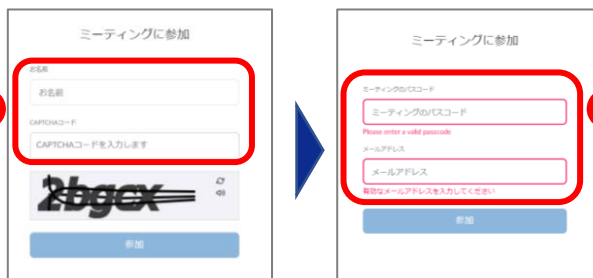 ミーティングに参加
お名前
お名前
CAPTCHAコード
CAPTCHAコードを入力します
2bgcx
参加
ミーティングに参加
ミーティングのパスコード
ミーティングのパスコード
Please enter a valid passcode.
メールアドレス
メールアドレス
有効なメールアドレスを入力してください
参加